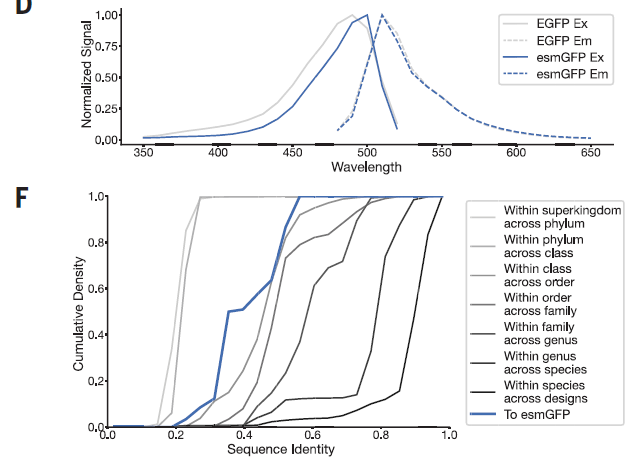 D
1.00
0.75
0.50
0.25
0.00
Normalized Signal
350
400
450
500
550
600
650
Wavelength
EGFP Ex
EGFP Em
esmGFP Ex
esmGFP Em
F
1.0
0.8
0.6
0.4
0.2
0.0
Cumulative Density
0.0
0.2
0.4
0.6
0.8
1.0
Sequence Identity
Within superkingdom
across phylum
Within phylum
across class
Within class
across order
Within order
across family
Within family
across genus
Within genus
across species
Within species
across designs
To esmGFP